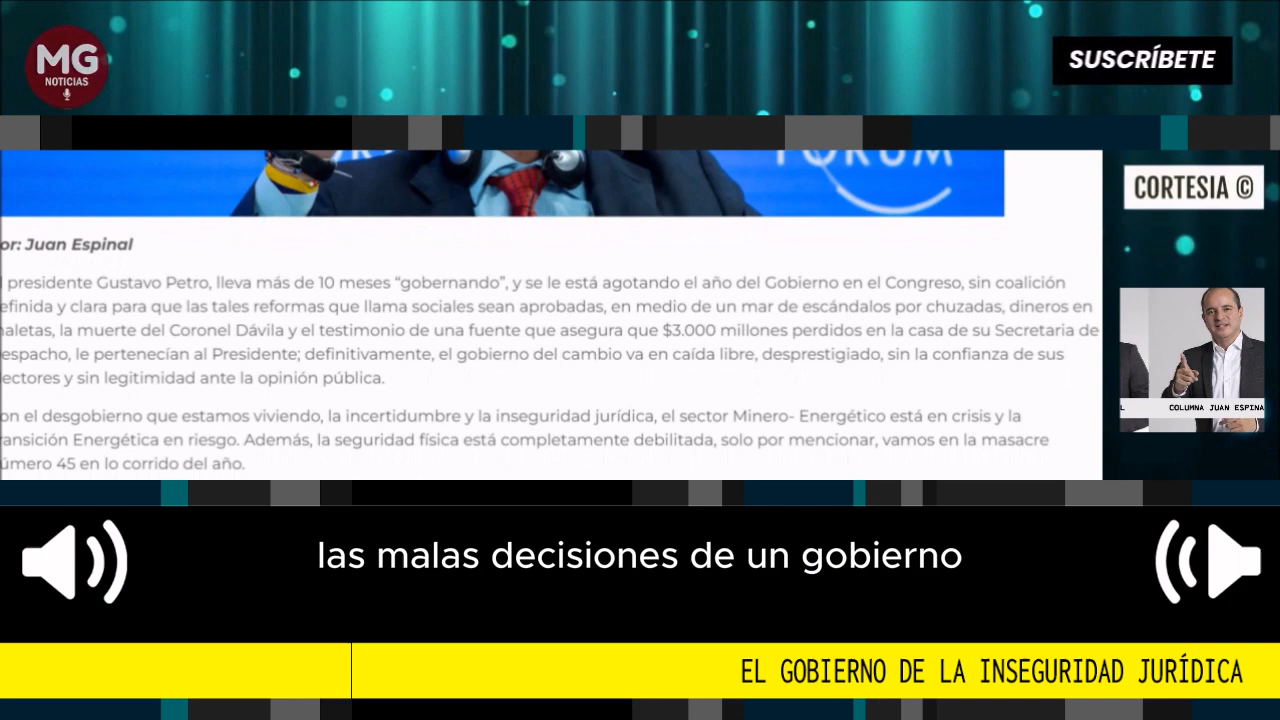 MG
NOTICIAS
SUSCRÍBETE
FORUM
CORTESIA ©
or: Juan Espinal
presidente Gustavo Petro, lleva más de 10 meses “gobernando”, y se le está agotando el año del Gobierno en el Congreso, sin coalición
efinida y clara para que las tales reformas que llama sociales sean aprobadas, en medio de un mar de escándalos por chuzadas, dineros en
aletas, la muerte del Coronel Dávila y el testimonio de una fuente que asegura que $3.000 millones perdidos en la casa de su Secretaria de
espacho, le pertenecían al Presidente; definitivamente, el gobierno del cambio va en caída libre, desprestigiado, sin la confianza de sus
ectores y sin legitimidad ante la opinión pública.
on el desgobierno que estamos viviendo, la incertidumbre y la inseguridad jurídica, el sector Minero- Energético está en crisis y la
ransición Energética en riesgo. Además, la seguridad física está completamente debilitada, solo por mencionar, vamos en la masacre
úmero 45 en lo corrido del año.
L COLUMNA JUAN ESPINA
las malas decisiones de un gobierno
EL GOBIERNO DE LA INSEGURIDAD JURÍDICA